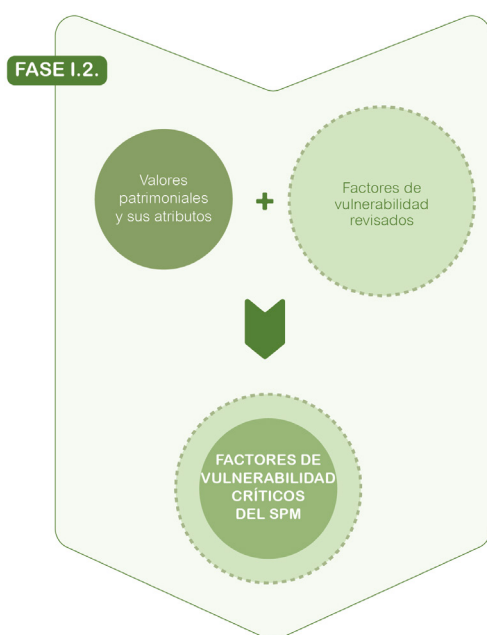 FASE I.2.
Valores
patrimoniales
y sus atributos
+
Factores de
vulnerabilidad
revisados
FACTORES DE
VULNERABILIDAD
CRÍTICOS
DEL SPM